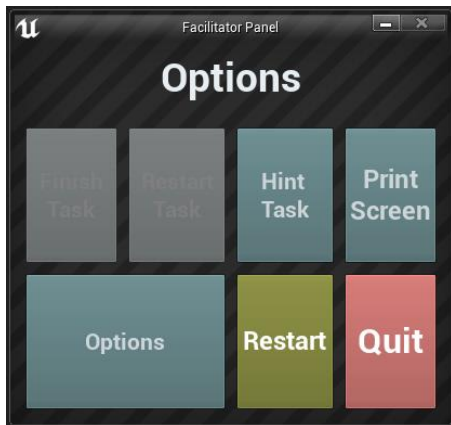 Facilitator Panel
Options
Finish
Task
Restart
Task
Hint
Task
Print
Screen
Options
Restart
Quit